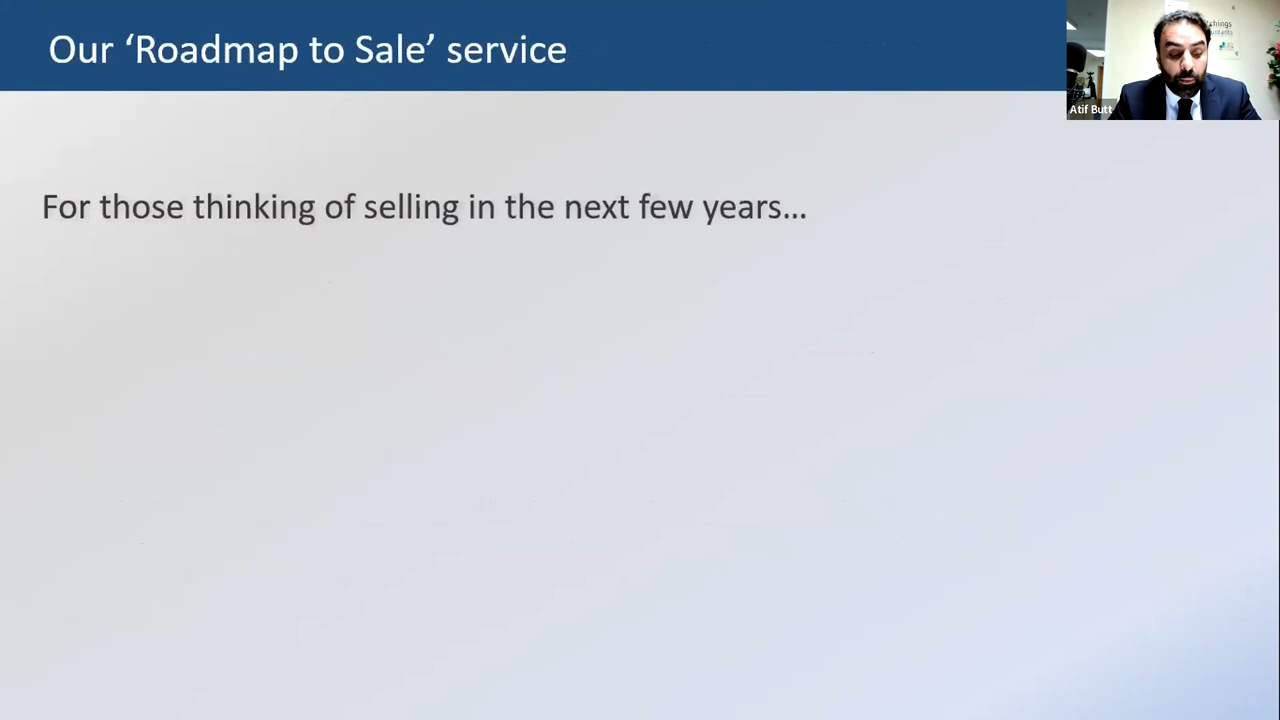 Our ‘Roadmap to Sale’ service
For those thinking of selling in the next few years...
Atif Butt